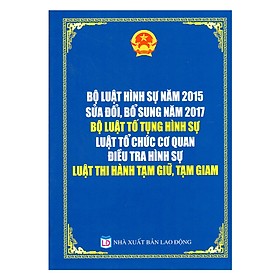 BỘ LUẬT HÌNH SỰ NĂM 2015
SỬA ĐỔI, BỔ SUNG NĂM 2017
BỘ LUẬT TỐ TỤNG HÌNH SỰ
LUẬT TỔ CHỨC CƠ QUAN
ĐIỀU TRA HÌNH SỰ
LUẬT THI HÀNH TẠM GIỮ, TẠM GIAM
NHÀ XUẤT BẢN LAO ĐỘNG